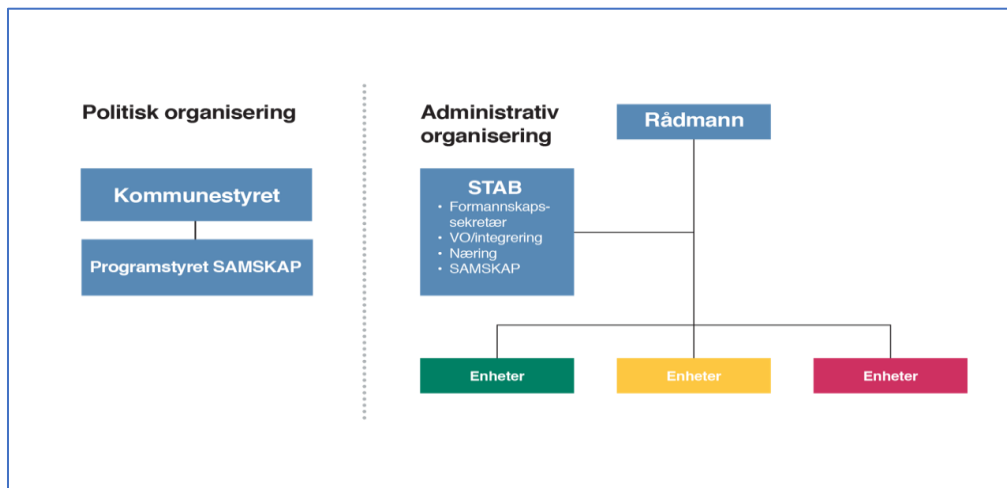 Politisk organisering
Kommunestyret
Programstyret SAMSKAP
Administrativ
organisering
Rådmann
STAB
• Formannskaps-
sekretær
• VO/integrering
• Næring
• SAMSKAP
Enheter
Enheter
Enheter